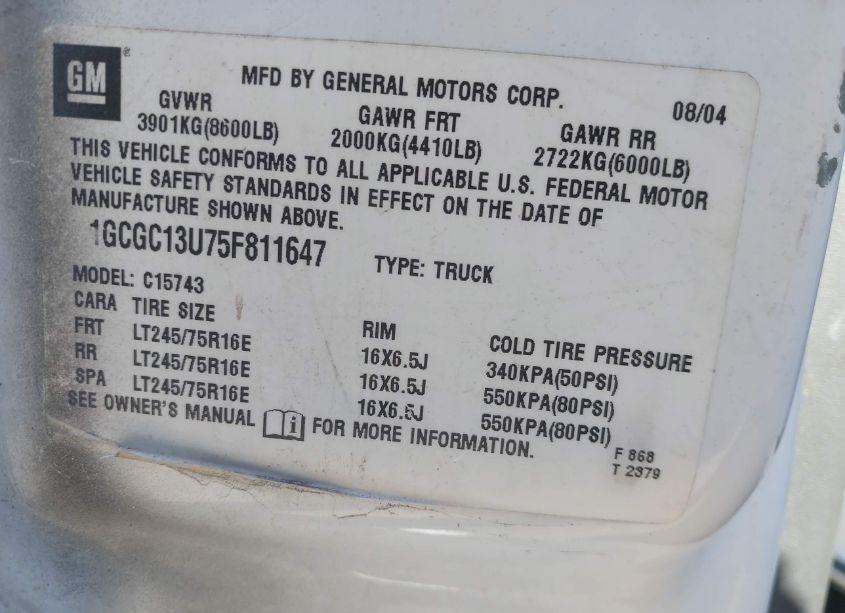 GM®
MFD BY GENERAL MOTORS CORP. 08/04
GVWR GAWR FRT GAWR RR
3901KG(8600LB) 2000KG(4410LB) 2722KG(6000LB)
THIS VEHICLE CONFORMS TO ALL APPLICABLE U.S. FEDERAL MOTOR
VEHICLE SAFETY STANDARDS IN EFFECT ON THE DATE OF
MANUFACTURE SHOWN ABOVE.
1GCGC13U75F811647 TYPE: TRUCK
MODEL: C15743
CARA TIRE SIZE RIM COLD TIRE PRESSURE
FRT LT245/75R16E 16X6.5J 340KPA(50PSI)
RR LT245/75R16E 16X6.5J 550KPA(80PSI)
SPA LT245/75R16E 16X6.5J 550KPA(80PSI)
SEE OWNER'S MANUAL i FOR MORE INFORMATION.
F 868
T 2379